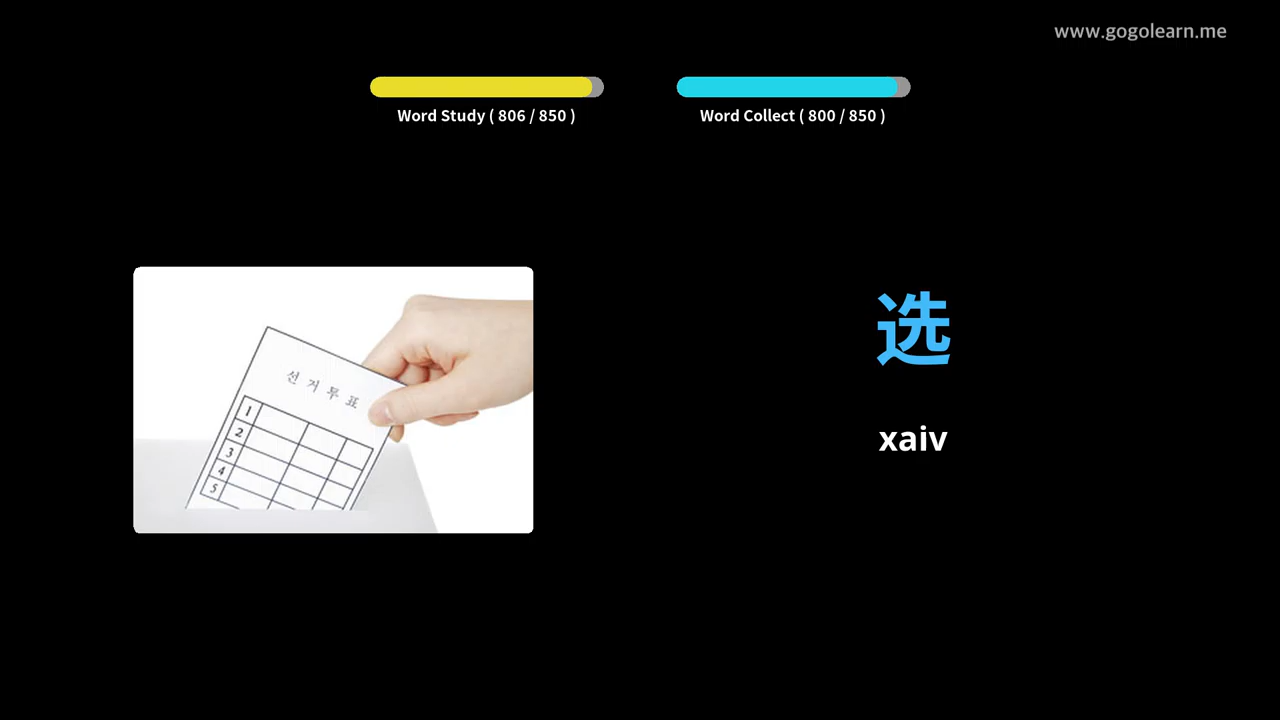 www.gogolearn.me
Word Study ( 806 / 850 )
Word Collect ( 800 / 850 )
선거투표
1
2
3
4
5
选
xaiv